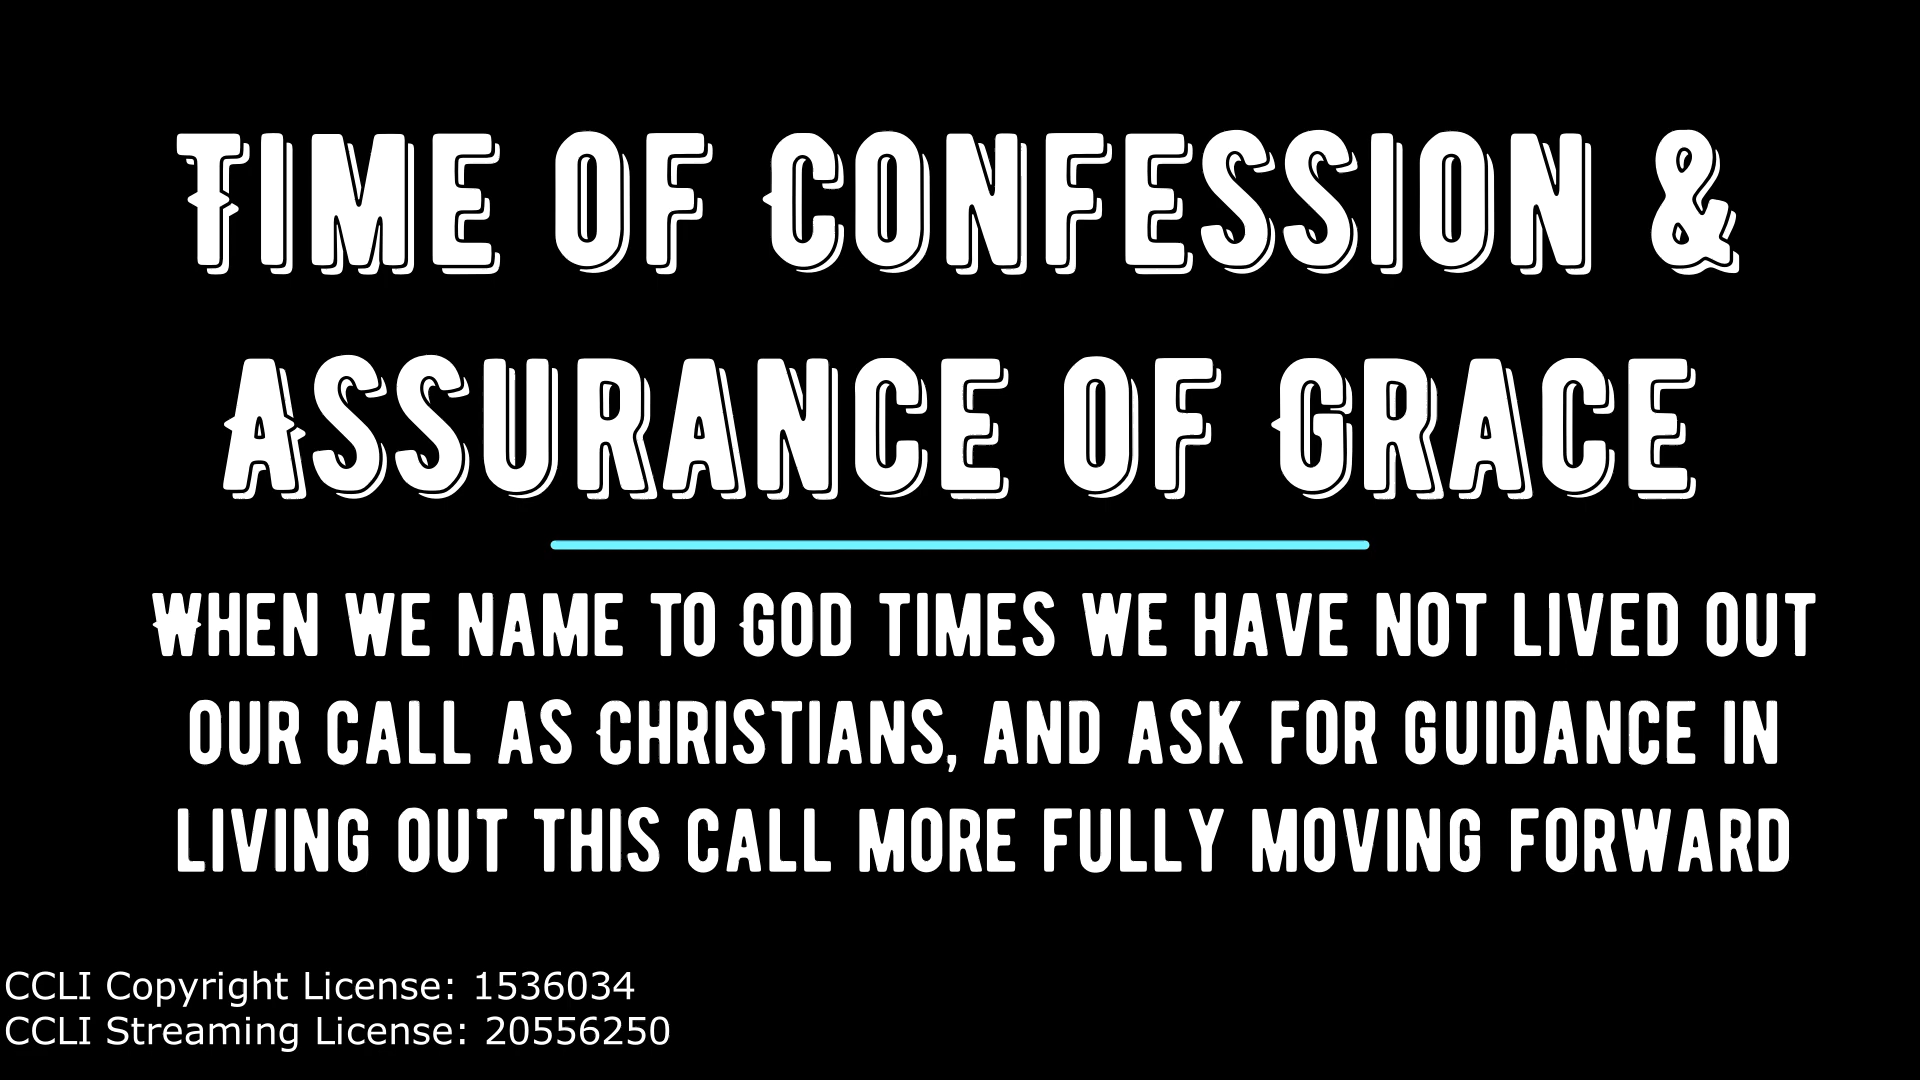 Time of Confession &
Assurance of Grace
When we name to God times we have not lived out
our call as Christians, and ask for guidance in
living out this call more fully moving forward
CCLI Copyright License: 1536034
CCLI Streaming License: 20556250